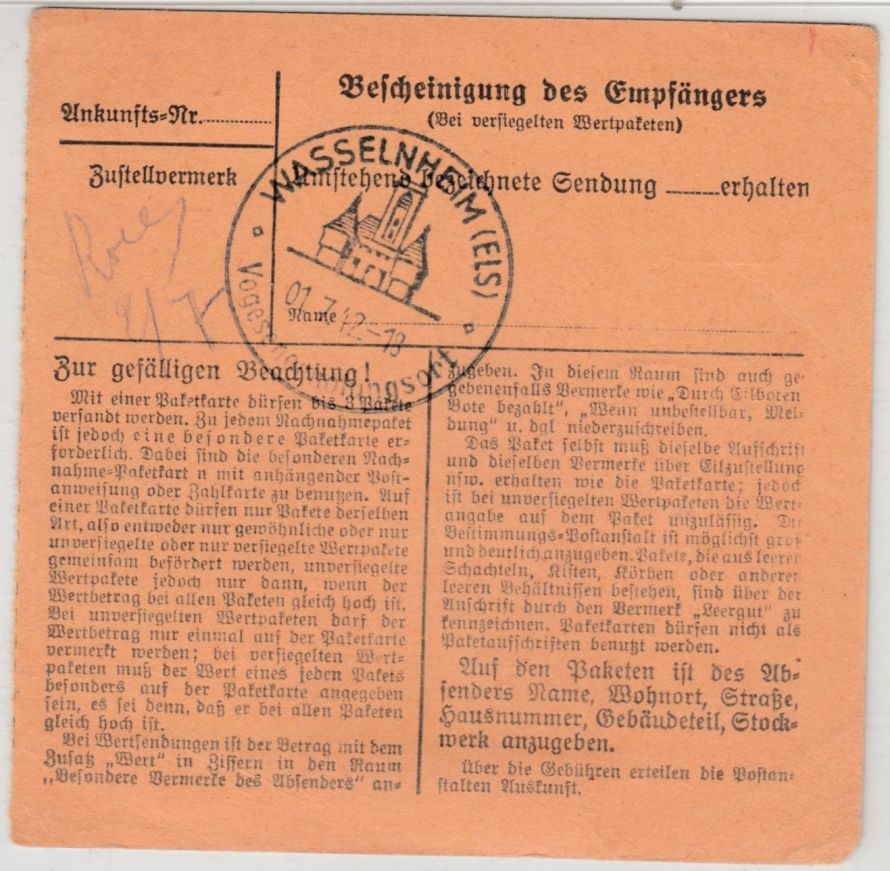 Bescheinigung des Empfängers
(Bei versiegelten Wertpaketen)
Ankunfts=Nr.
Zustellvermerk
Umstehend bezeichnete Sendung erhalten
WASSELNHEIM (ELS)
01.7.42.-18
Name
2/7
Zur gefälligen Beachtung!
Mit einer Paketkarte dürfen bis 3 Pakete
versandt werden. Zu jedem Nachnahmepaket
ist jedoch eine besondere Paketkarte er=
forderlich. Dabei sind die besonderen Nach=
nahme=Paketkart n mit anhängender Post=
anweisung oder Zahlkarte zu benutzen. Auf
einer Paketkarte dürfen nur Pakete derselben
Art, also entweder nur gewöhnliche oder nur
unversiegelte oder nur versiegelte Wertpakete
gemeinsam befördert werden, unversiegelte
Wertpakete jedoch nur dann, wenn der
Wertbetrag bei allen Paketen gleich hoch ist.
Bei unversiegelten Wertpaketen darf der
Wertbetrag nur einmal auf der Paketkarte
vermerkt werden; bei versiegelten Wert=
paketen muß der Wert eines jeden Pakets
besonders auf der Paketkarte angegeben
sein, es sei denn, daß er bei allen Paketen
gleich hoch ist.
Bei Wertsendungen ist der Betrag mit dem
Zusatz „Wert" in Ziffern in den Raum
„Besondere Vermerke des Absenders" an=
zugeben. In diesem Raum sind auch ge=
gebenenfalls Vermerke wie „Durch Eilboten
Bote bezahlt", „Wenn unbestellbar, Mel=
dung" u. dgl niederzuschreiben.
Das Paket selbst muß dieselbe Aufschrift
und dieselben Vermerke über Eilzustellung
usw. erhalten wie die Paketkarte; jedoch
ist bei unversiegelten Wertpaketen die Wert=
angabe auf dem Paket unzulässig. Die
Bestimmungs=Postanstalt ist möglichst groß
und deutlich anzugeben. Pakete, die aus leeren
Schachteln, Kisten, Körben oder anderen
leeren Behältnissen bestehen, sind über der
Anschrift durch den Vermerk „Leergut" zu
kennzeichnen. Paketkarten dürfen nicht als
Paketaufschriften benutzt werden.
Auf den Paketen ist des Ab=
senders Name, Wohnort, Straße,
Hausnummer, Gebäudeteil, Stock=
werk anzugeben.
Über die Gebühren erteilen die Postan=
stalten Auskunft.